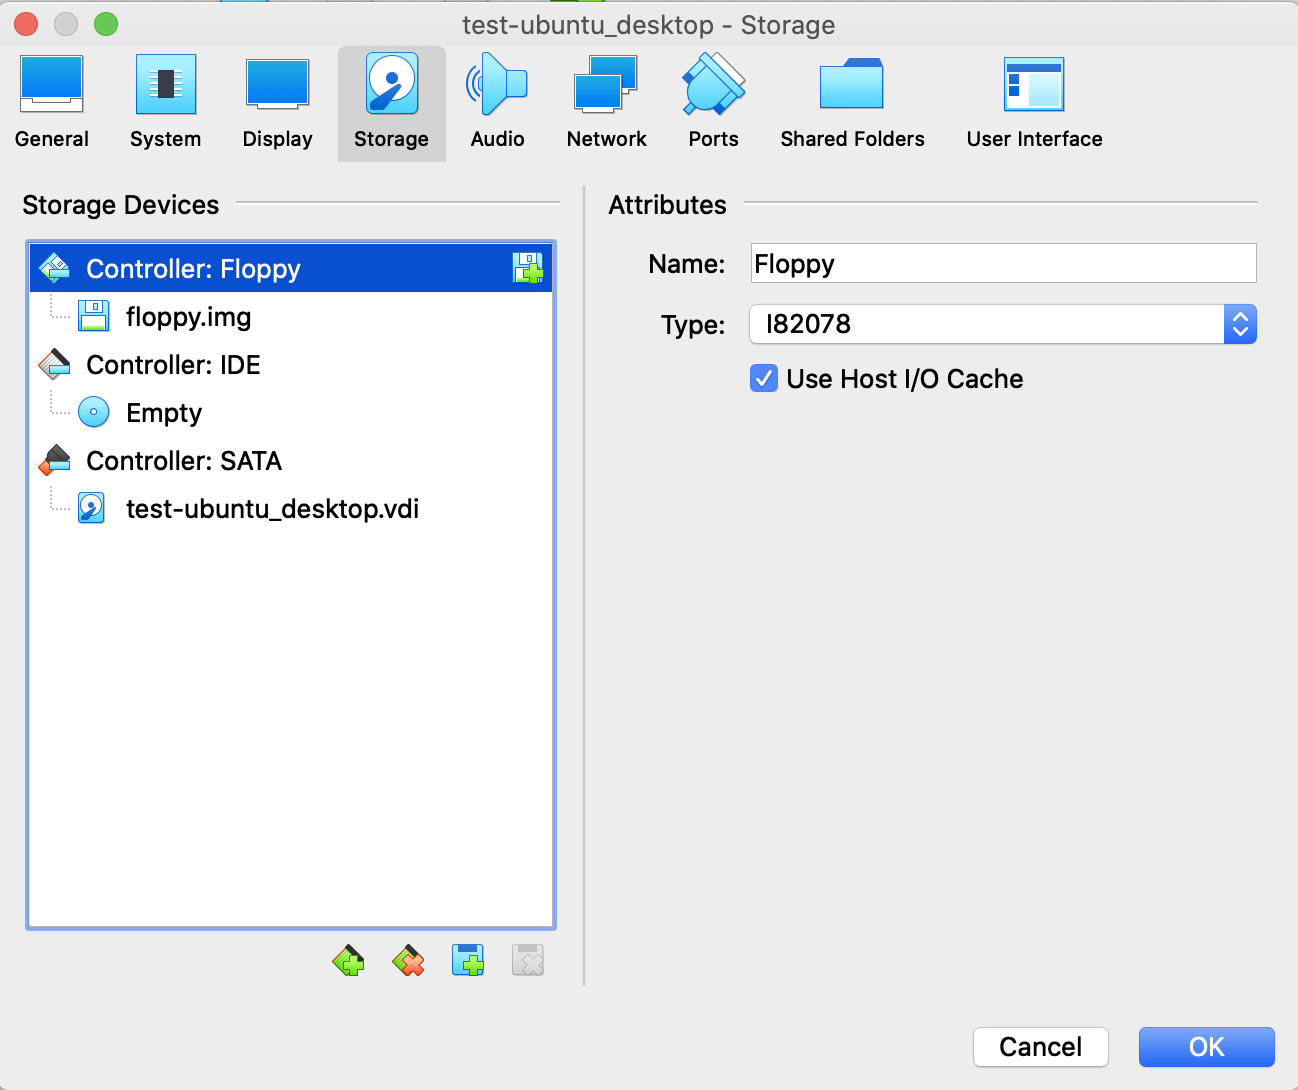 test-ubuntu_desktop - Storage
General System Display Storage Audio Network Ports Shared Folders User Interface
Storage Devices
Controller: Floppy
floppy.img
Controller: IDE
Empty
Controller: SATA
test-ubuntu_desktop.vdi
Attributes
Name: Floppy
Type: I82078
Use Host I/O Cache
Cancel OK